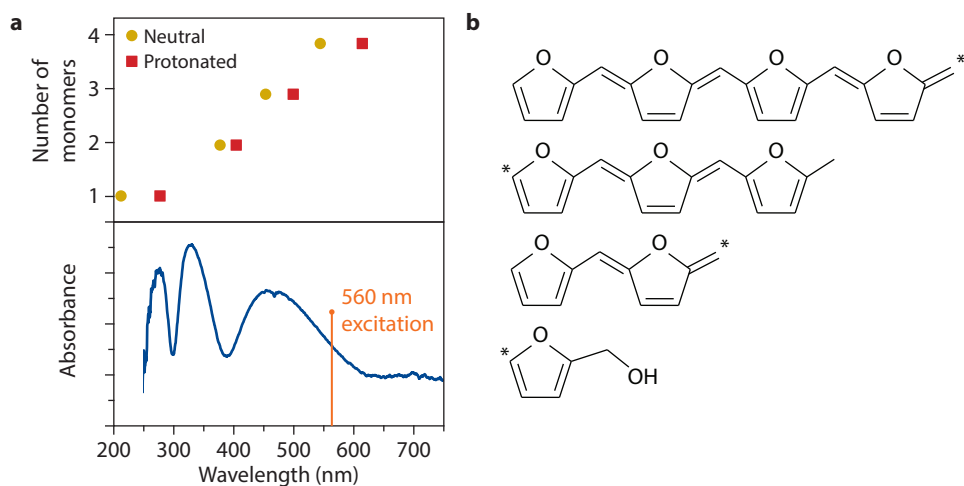 a
Number of
monomers
4
3
2
1
Neutral
Protonated
Absorbance
560 nm
excitation
200 300 400 500 600 700
Wavelength (nm)
b
O O O O *
* O O O
O O *
* O
OH